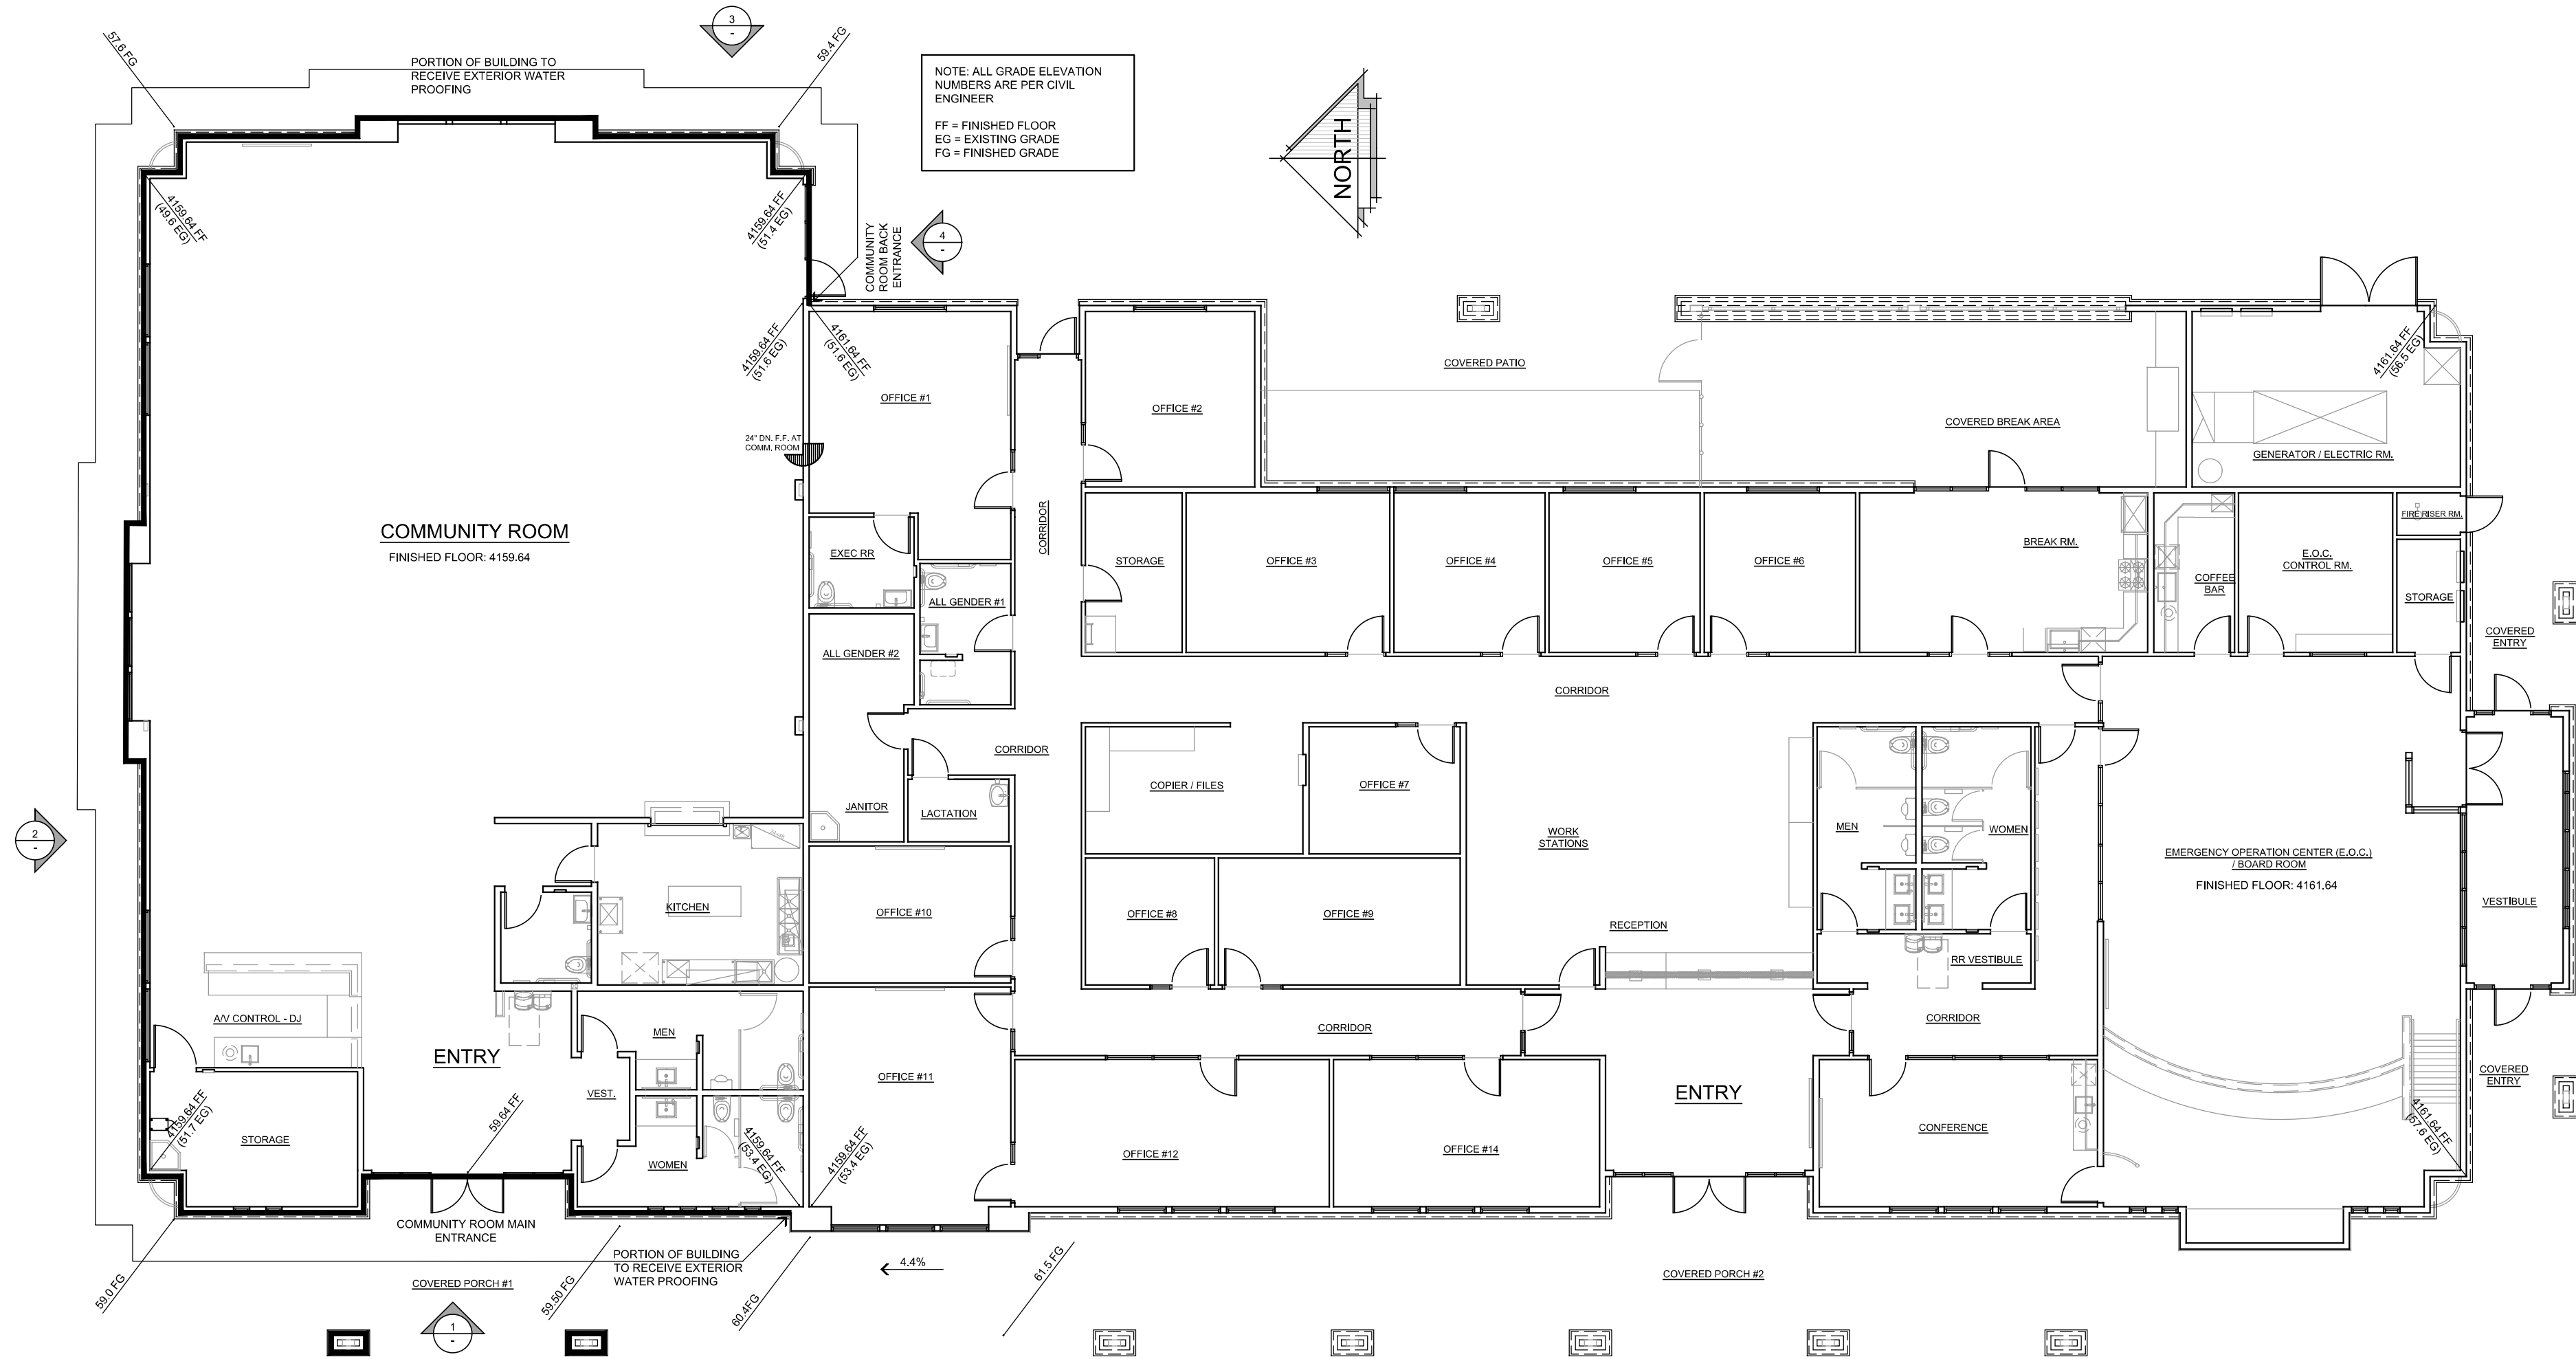 3
-
57.6 FG
59.4 FG
PORTION OF BUILDING TO
RECEIVE EXTERIOR WATER
PROOFING
NOTE: ALL GRADE ELEVATION
NUMBERS ARE PER CIVIL
ENGINEER
FF = FINISHED FLOOR
EG = EXISTING GRADE
FG = FINISHED GRADE
NORTH
4159.64 FF
(49.6 EG)
4159.64 FF
(51.4 EG)
COMMUNITY
ROOM BACK
ENTRANCE
4
-
4159.64 FF
(51.6 EG)
4161.64 FF
(51.6 EG)
4161.64 FF
(56.5 EG)
COVERED PATIO
OFFICE #1
OFFICE #2
COVERED BREAK AREA
24" DN. F.F. AT
COMM. ROOM
GENERATOR / ELECTRIC RM.
COMMUNITY ROOM
FINISHED FLOOR: 4159.64
CORRIDOR
FIRE RISER RM.
EXEC RR
STORAGE
OFFICE #3
OFFICE #4
OFFICE #5
OFFICE #6
BREAK RM.
COFFEE
BAR
E.O.C.
CONTROL RM.
STORAGE
ALL GENDER #1
COVERED
ENTRY
ALL GENDER #2
CORRIDOR
CORRIDOR
COPIER / FILES
OFFICE #7
JANITOR
LACTATION
2
-
WORK
STATIONS
MEN
WOMEN
EMERGENCY OPERATION CENTER (E.O.C.)
/ BOARD ROOM
FINISHED FLOOR: 4161.64
KITCHEN
OFFICE #10
OFFICE #8
OFFICE #9
RECEPTION
VESTIBULE
RR VESTIBULE
A/V CONTROL - DJ
MEN
CORRIDOR
CORRIDOR
ENTRY
OFFICE #11
COVERED
ENTRY
VEST.
ENTRY
4159.64 FF
(51.7 EG)
59.64 FF
STORAGE
WOMEN
4159.64 FF
(53.4 EG)
4159.64 FF
(53.4 EG)
OFFICE #12
OFFICE #14
CONFERENCE
4161.64 FF
(57.6 EG)
COMMUNITY ROOM MAIN
ENTRANCE
PORTION OF BUILDING
TO RECEIVE EXTERIOR
WATER PROOFING
4.4%
59.0 FG
COVERED PORCH #1
59.50 FG
60.4FG
61.5 FG
COVERED PORCH #2
1
-